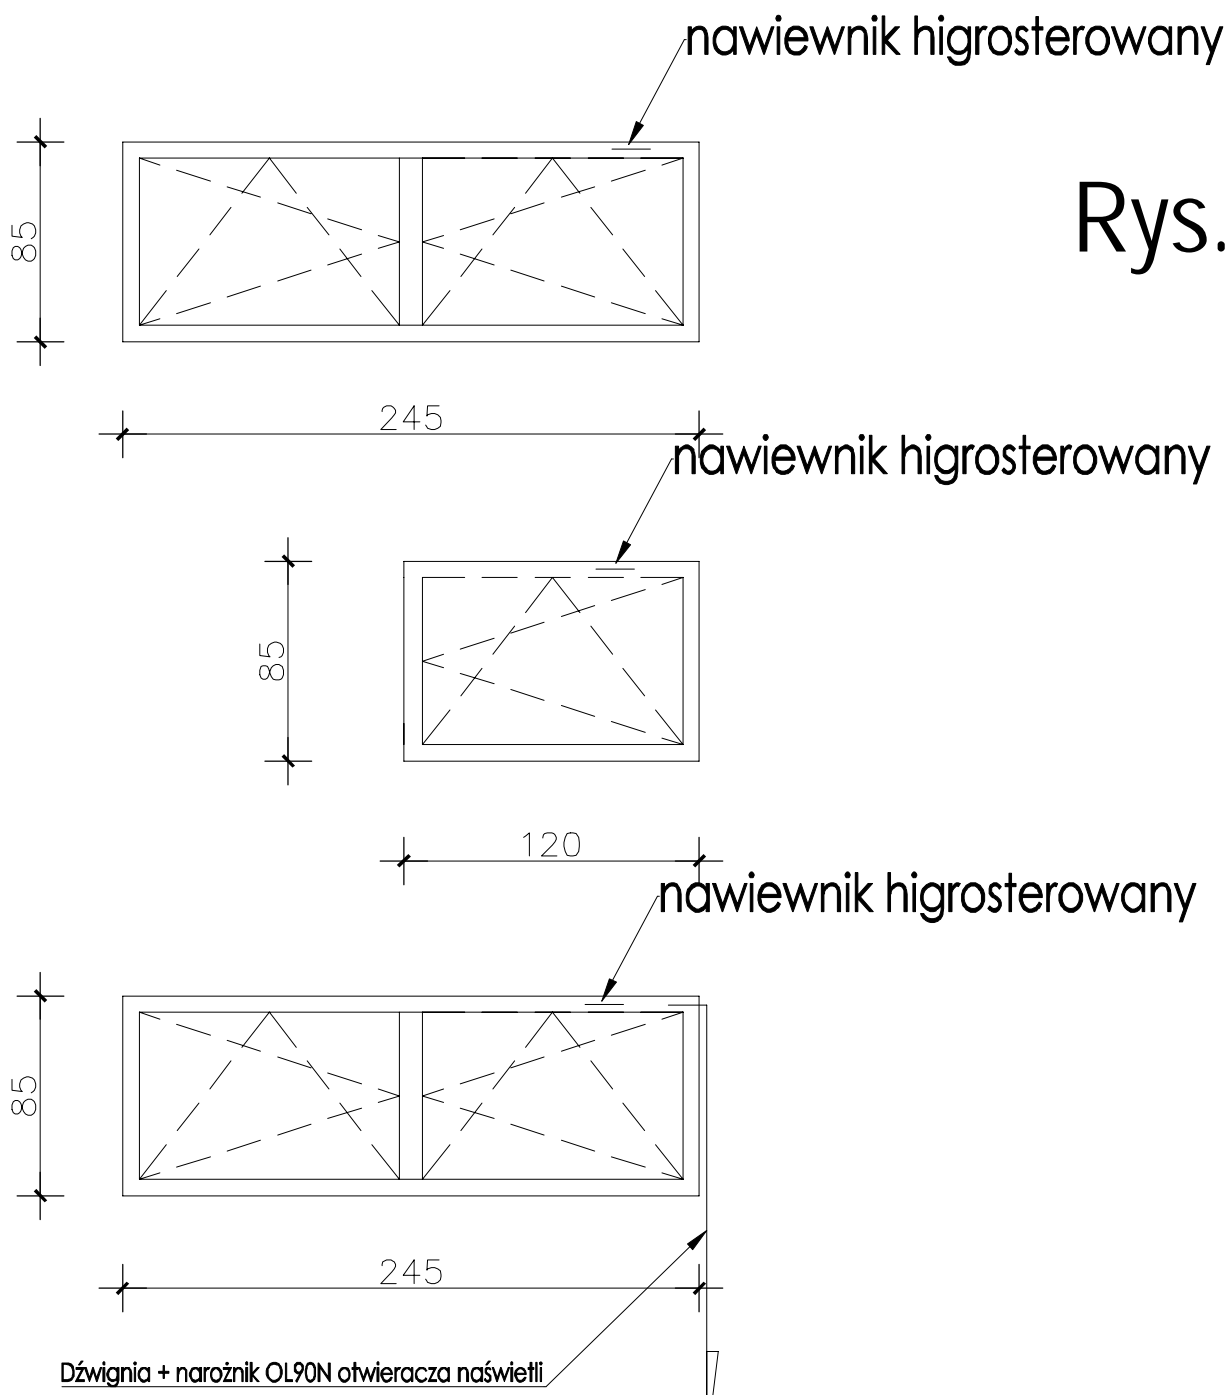 nawiewnik higrosterowany
Rys.
85
245
nawiewnik higrosterowany
85
120
nawiewnik higrosterowany
85
245
Dźwignia + narożnik OL90N otwieracza naświetli